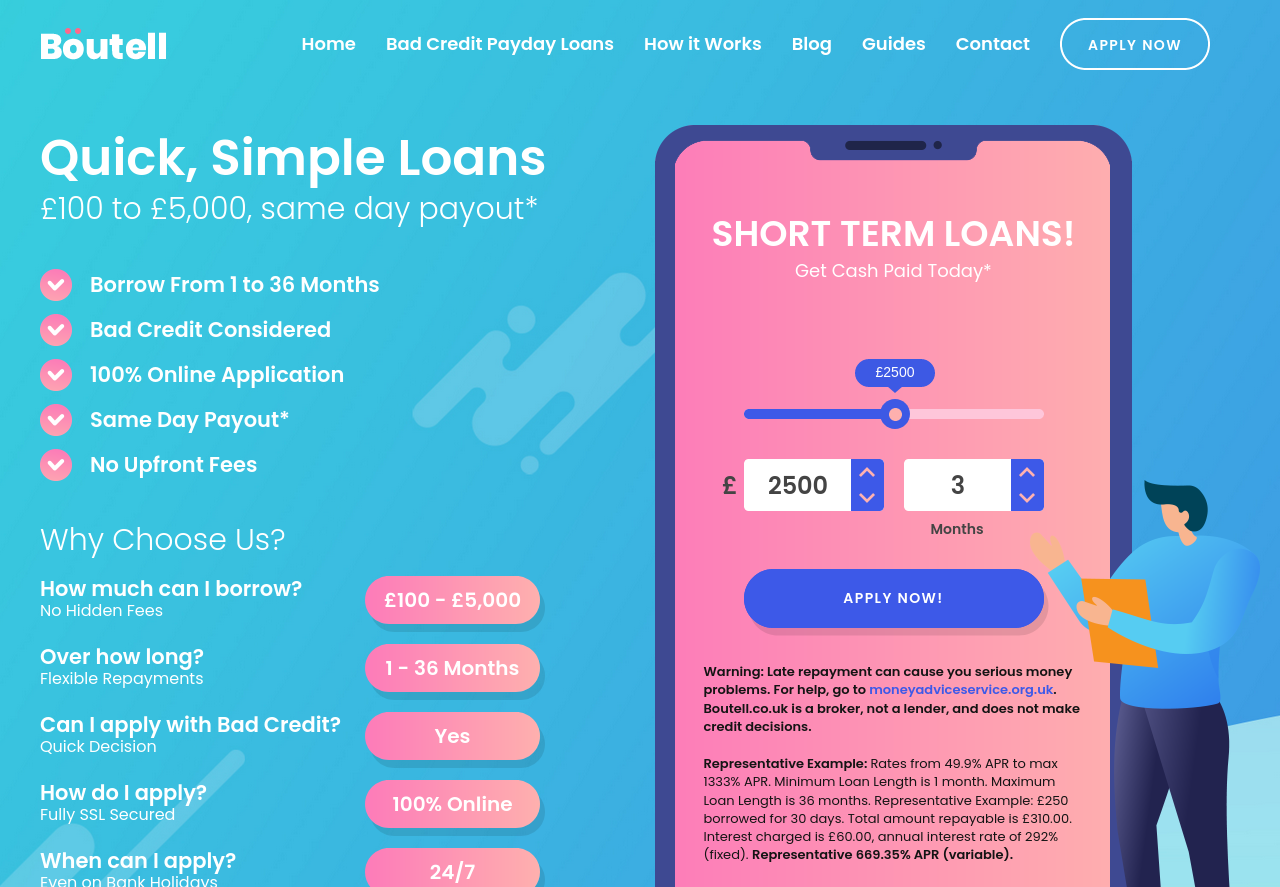 Böutell
Home
Bad Credit Payday Loans
How it Works
Blog
Guides
Contact
APPLY NOW
Quick, Simple Loans
£100 to £5,000, same day payout*
Borrow From 1 to 36 Months
Bad Credit Considered
100% Online Application
Same Day Payout*
No Upfront Fees
Why Choose Us?
How much can I borrow?
No Hidden Fees
£100 - £5,000
Over how long?
Flexible Repayments
1 - 36 Months
Can I apply with Bad Credit?
Quick Decision
Yes
How do I apply?
Fully SSL Secured
100% Online
When can I apply?
Even on Bank Holidays
24/7
SHORT TERM LOANS!
Get Cash Paid Today*
£2500
£
2500
3
Months
APPLY NOW!
Warning: Late repayment can cause you serious money
problems. For help, go to moneyadviceservice.org.uk.
Boutell.co.uk is a broker, not a lender, and does not make
credit decisions.
Representative Example: Rates from 49.9% APR to max
1333% APR. Minimum Loan Length is 1 month. Maximum
Loan Length is 36 months. Representative Example: £250
borrowed for 30 days. Total amount repayable is £310.00.
Interest charged is £60.00, annual interest rate of 292%
(fixed). Representative 669.35% APR (variable).